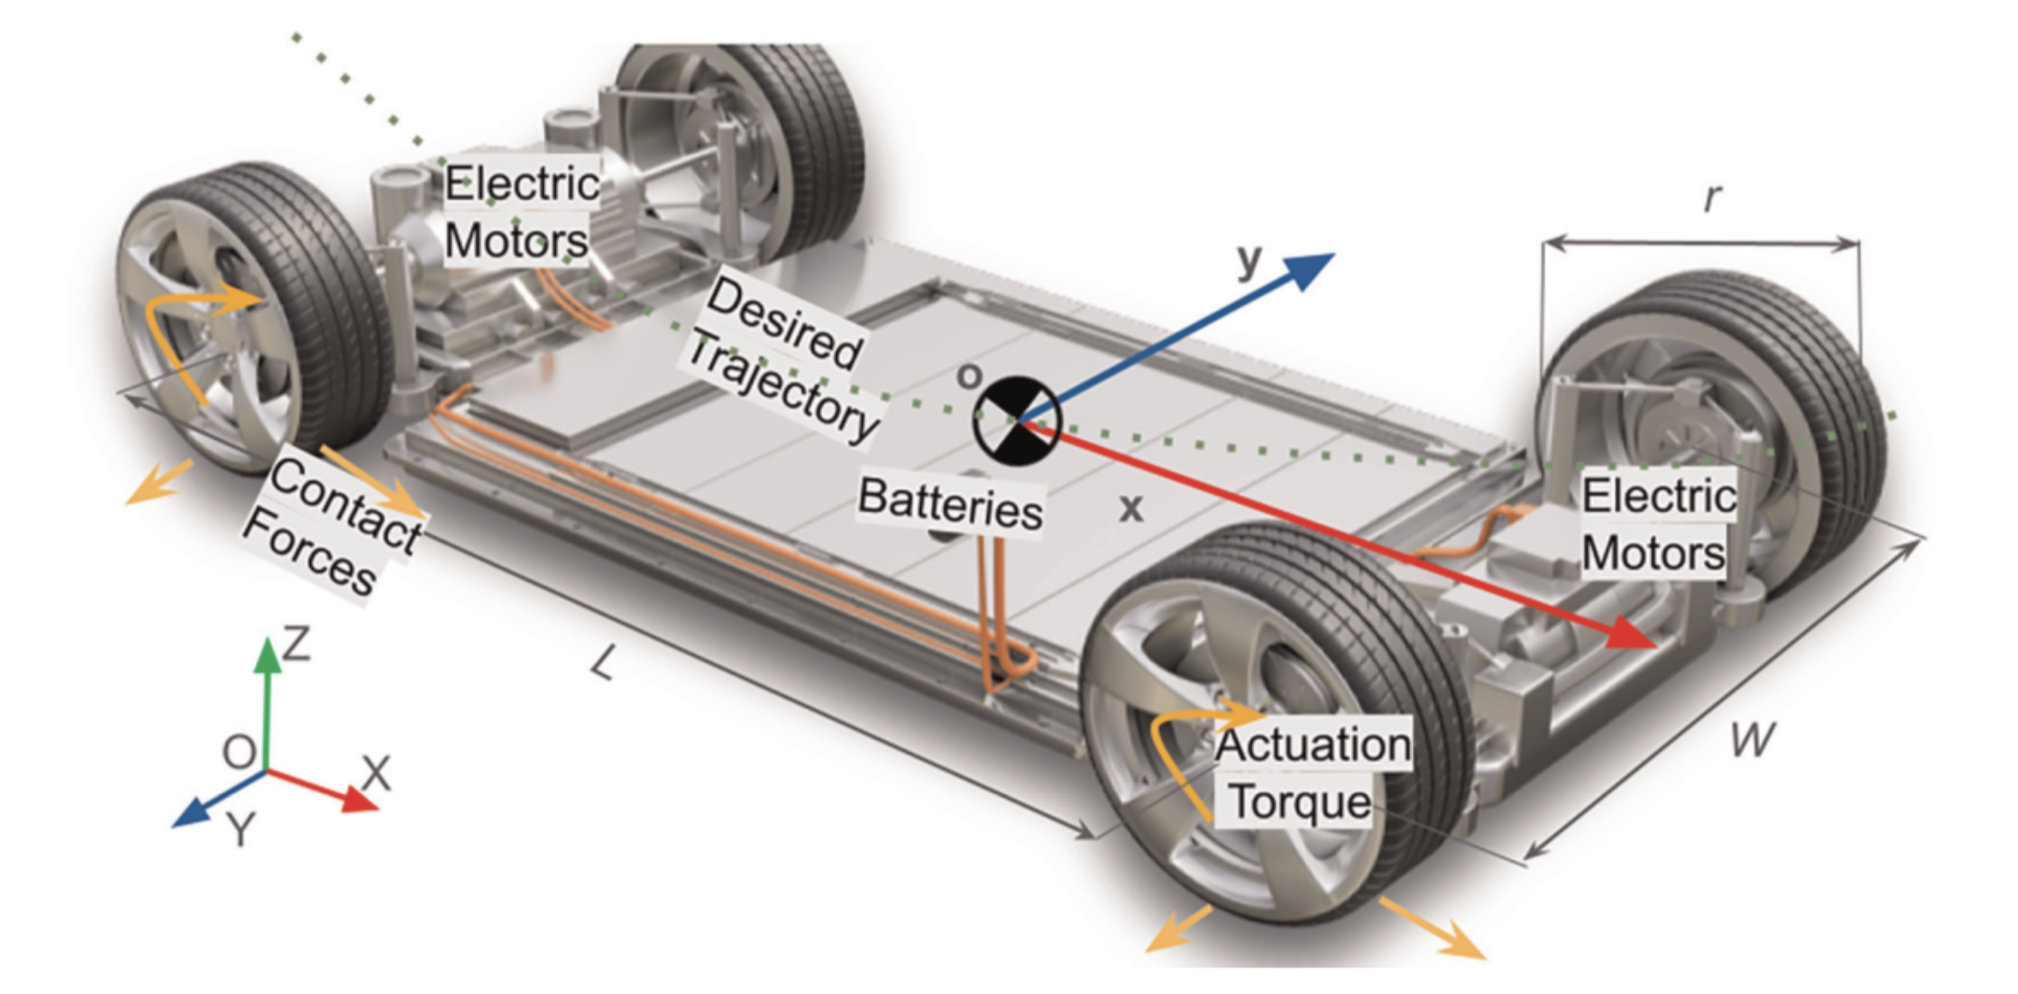 Electric
Motors
r
y
Desired
Trajectory
o
Batteries
x
Electric
Motors
Contact
Forces
L
Z
O
X
Y
Actuation
Torque
W